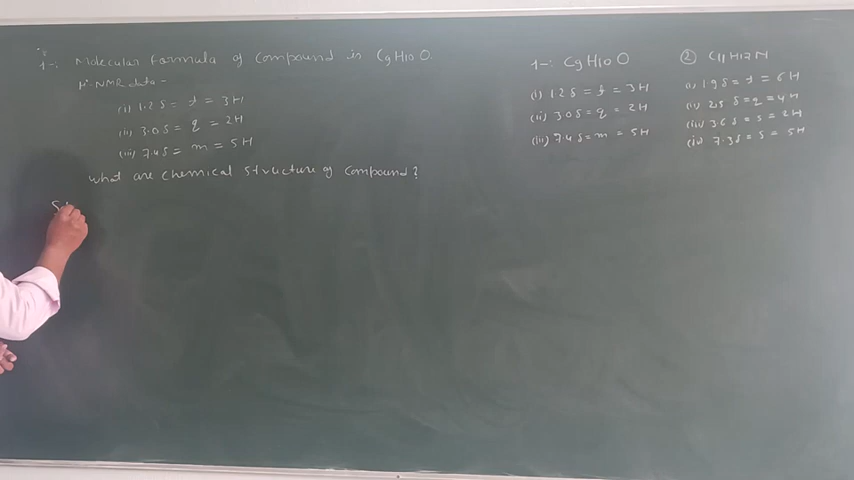 1-: Molecular formula of compound is C9H10O.
H'-NMR data-
(i) 1.2 δ = t = 3H
(ii) 3.0 δ = q = 2H
(iii) 7.4 δ = m = 5H
what are chemical structure of compound?
1-: C9H10O
(i) 1.2 δ = t = 3H
(ii) 3.0 δ = q = 2H
(iii) 7.4 δ = m = 5H
② C11H17N
(i) 1.9 δ = t = 6H
(ii) 2.5 δ = q = 4H
(iii) 3.6 δ = s = 2H
(iv) 7.3 δ = s = 5H